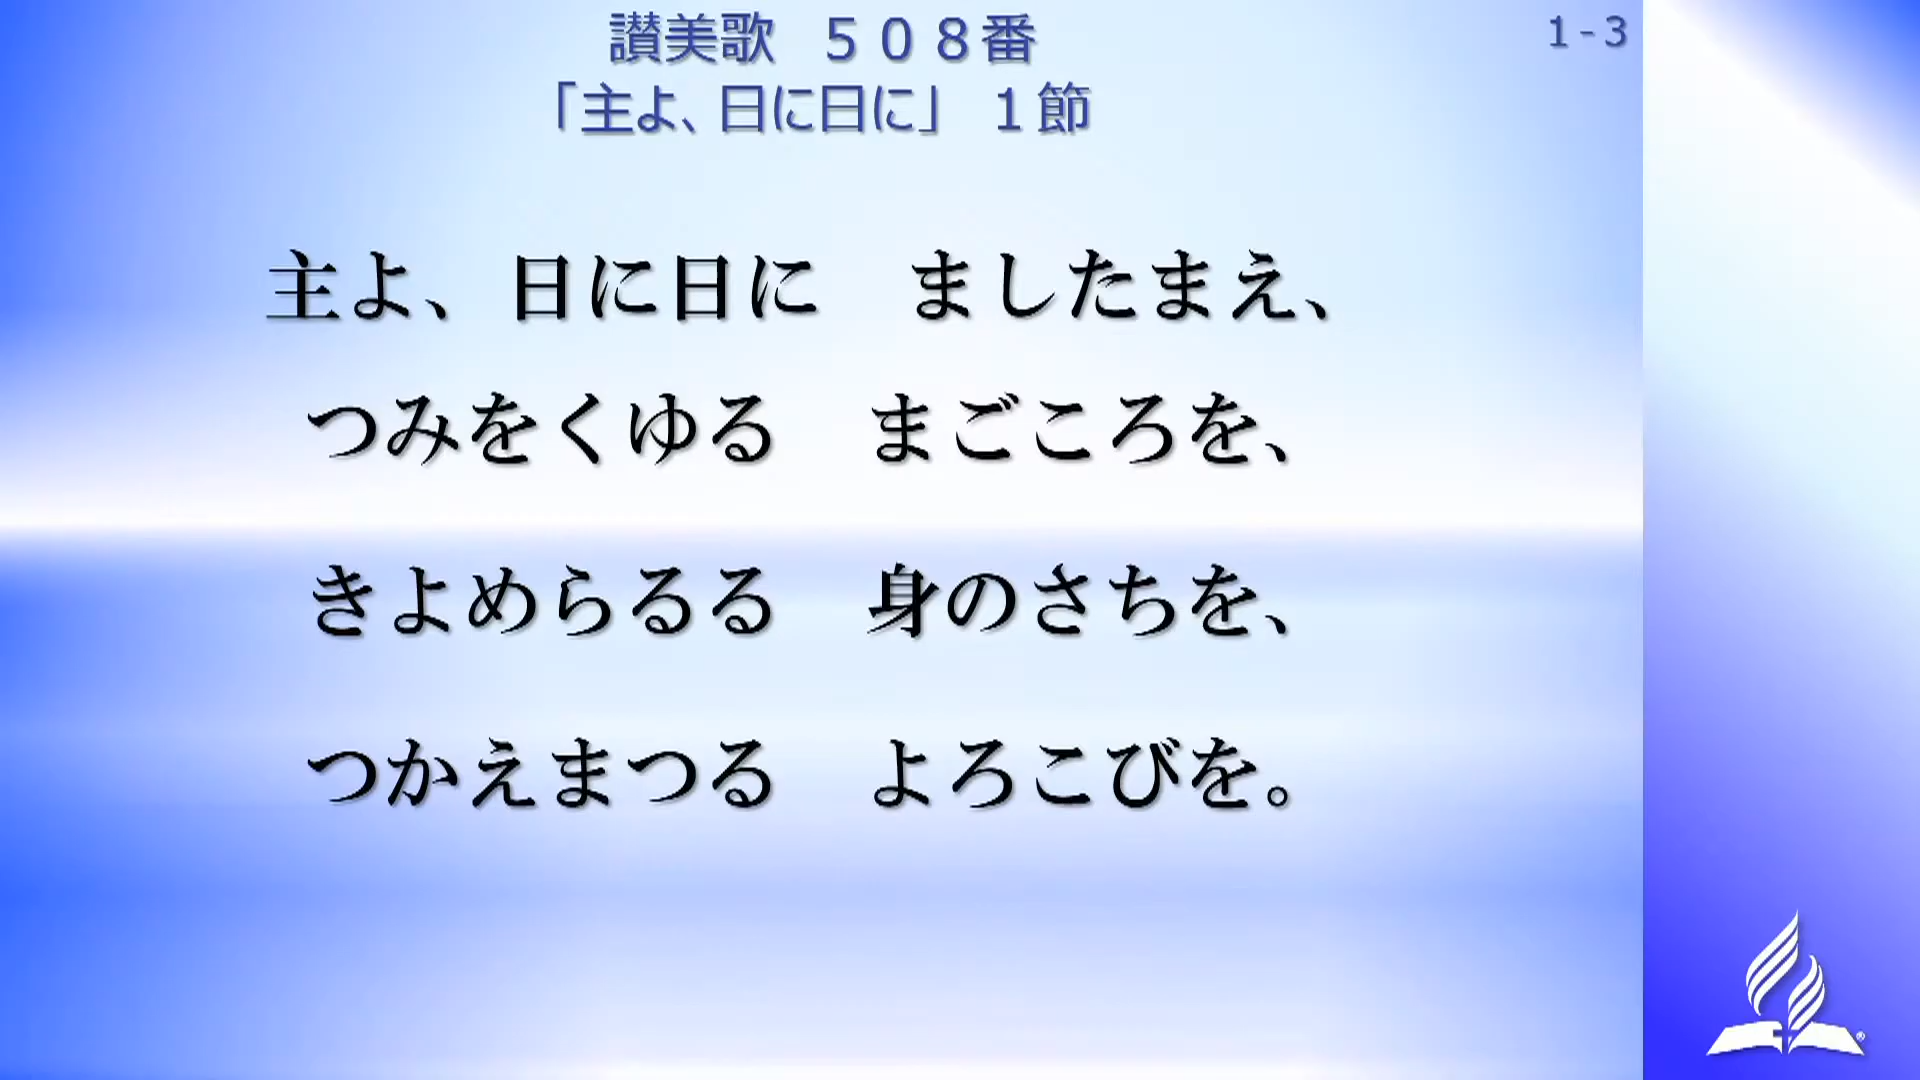 讃美歌　５０８番
1-3
「主よ、日に日に」　１節
主よ、日に日に　ましたまえ、
つみをくゆる　まごころを、
きよめらるる　身のさちを、
つかえまつる　よろこびを。